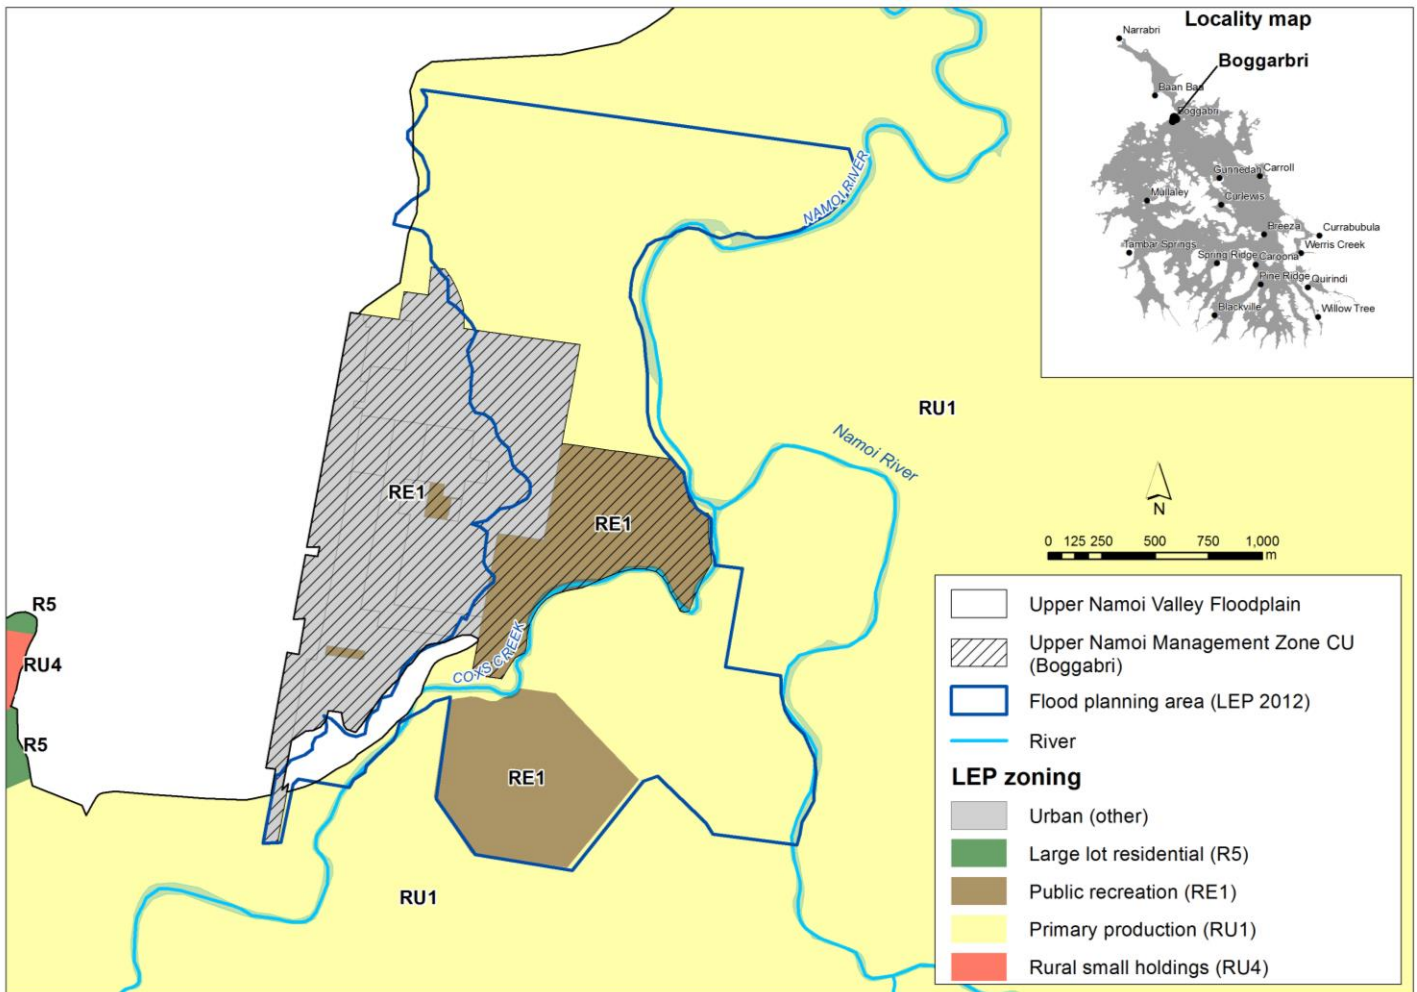 Locality map
Narrabri
Boggarbri
Baan Baa
Boggabri
Gunnedah
Carroll
Mullaley
Curlewis
Breeza
Currabubula
Tambar Springs
Werris Creek
Spring Ridge
Caroona
Pine Ridge
Quirindi
Blackville
Willow Tree
NAMOI RIVER
RU1
Namoi River
RE1
RE1
N
0 125 250 500 750 1,000
m
R5
RU4
R5
COXS CREEK
RE1
RU1
Upper Namoi Valley Floodplain
Upper Namoi Management Zone CU
(Boggabri)
Flood planning area (LEP 2012)
River
LEP zoning
Urban (other)
Large lot residential (R5)
Public recreation (RE1)
Primary production (RU1)
Rural small holdings (RU4)